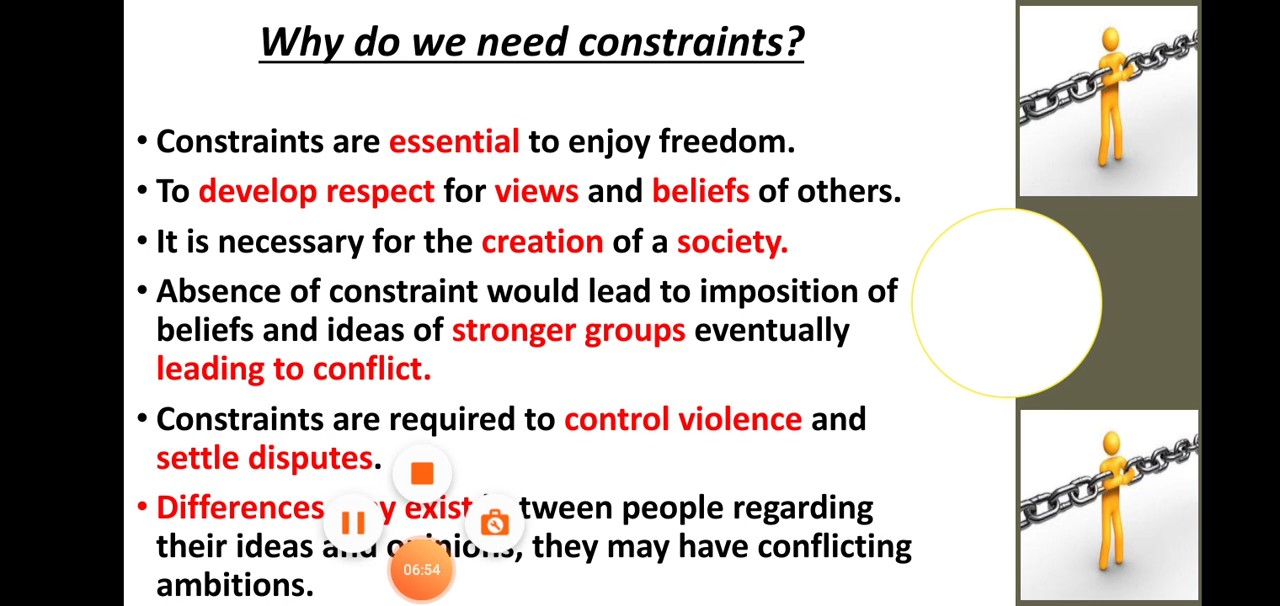 Why do we need constraints?
• Constraints are essential to enjoy freedom.
• To develop respect for views and beliefs of others.
• It is necessary for the creation of a society.
• Absence of constraint would lead to imposition of
beliefs and ideas of stronger groups eventually
leading to conflict.
• Constraints are required to control violence and
settle disputes.
• Differences exist between people regarding
their ideas and opinions, they may have conflicting
ambitions.
06:54